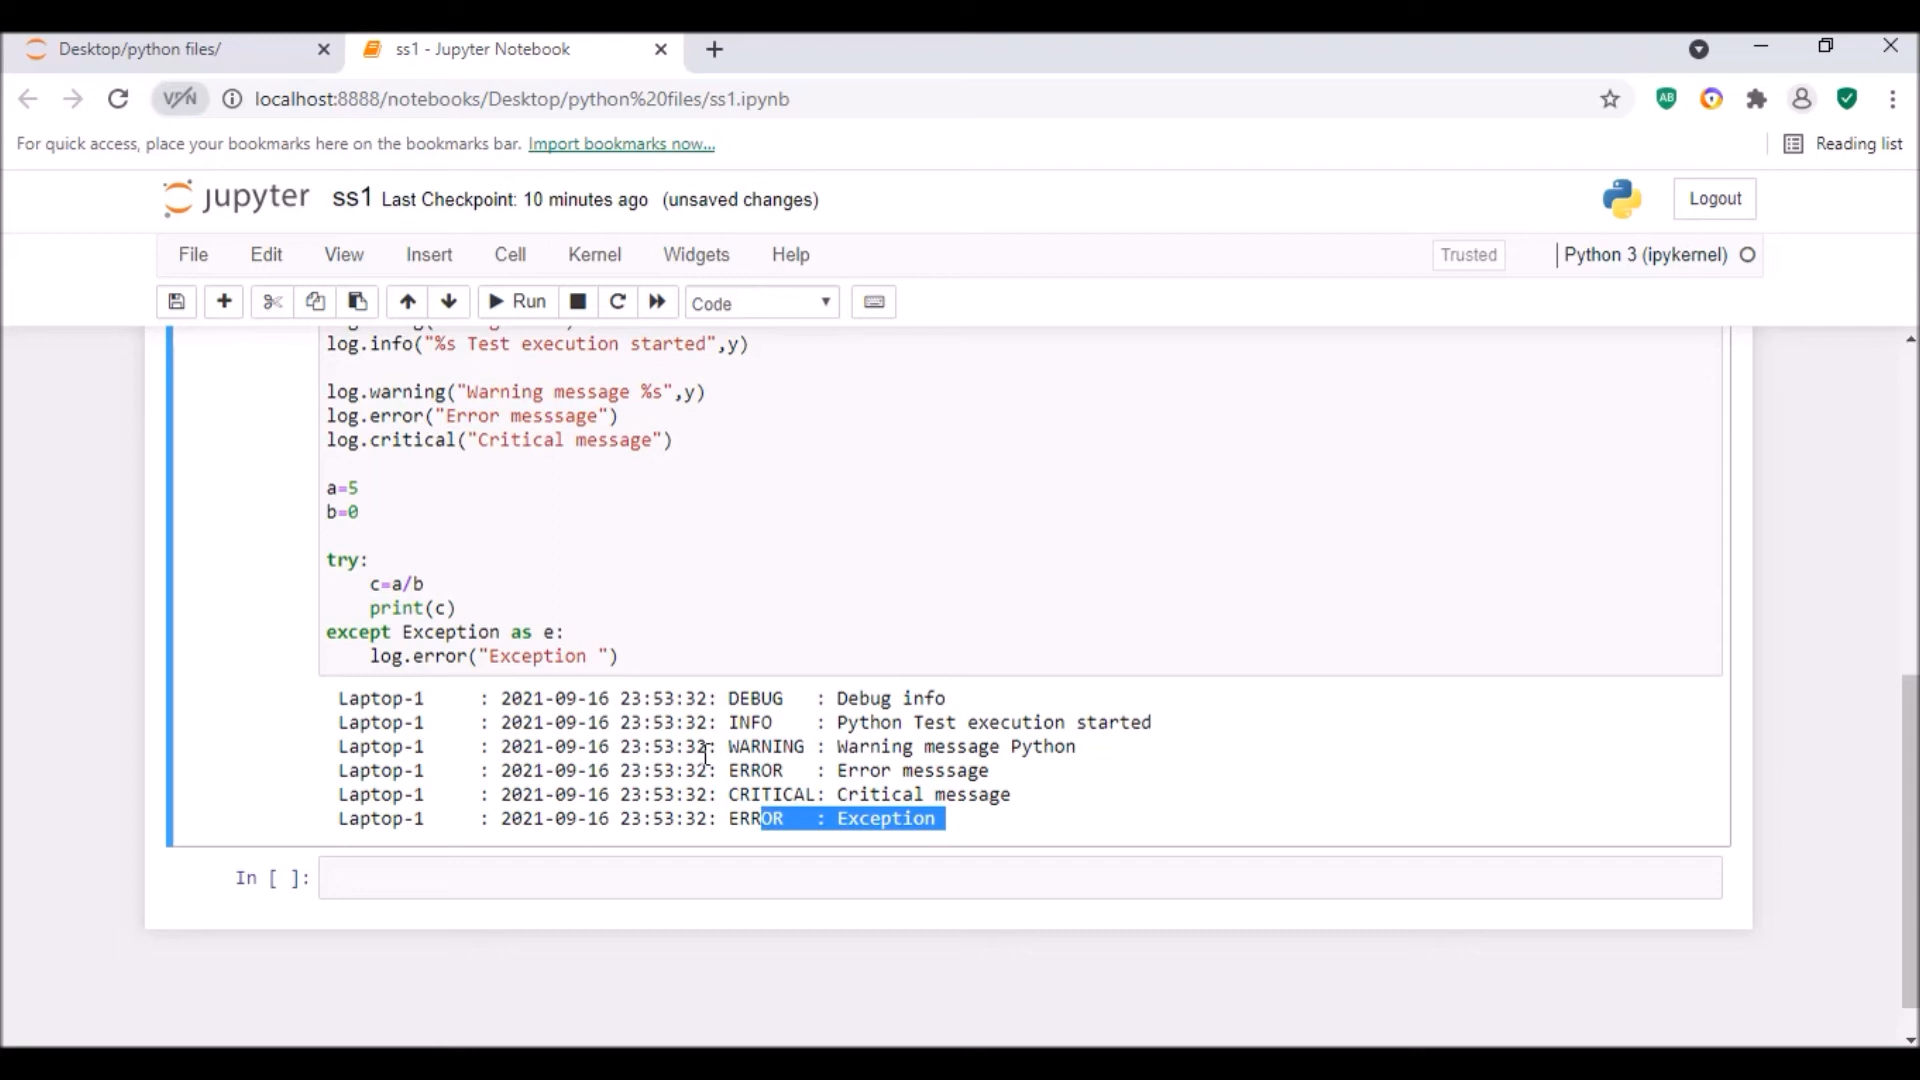 Desktop/python files/
ss1 - Jupyter Notebook
VPN
localhost:8888/notebooks/Desktop/python%20files/ss1.ipynb
AB
For quick access, place your bookmarks here on the bookmarks bar. Import bookmarks now...
Reading list
jupyter ss1 Last Checkpoint: 10 minutes ago (unsaved changes)
Logout
File Edit View Insert Cell Kernel Widgets Help
Trusted
Python 3 (ipykernel)
Run
Code
log.info("%s Test execution started",y)
log.warning("Warning message %s",y)
log.error("Error messsage")
log.critical("Critical message")
a=5
b=0
try:
    c=a/b
    print(c)
except Exception as e:
    log.error("Exception ")
Laptop-1 : 2021-09-16 23:53:32: DEBUG : Debug info
Laptop-1 : 2021-09-16 23:53:32: INFO : Python Test execution started
Laptop-1 : 2021-09-16 23:53:32: WARNING : Warning message Python
Laptop-1 : 2021-09-16 23:53:32: ERROR : Error messsage
Laptop-1 : 2021-09-16 23:53:32: CRITICAL: Critical message
Laptop-1 : 2021-09-16 23:53:32: ERROR : Exception
In [ ]: